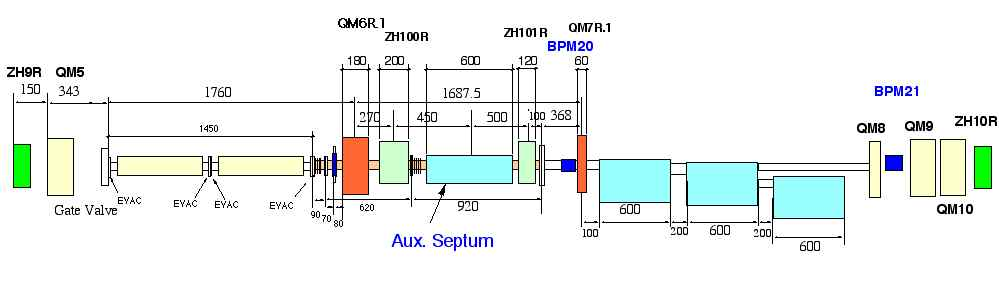 QM6R.1
ZH100R
ZH101R
QM7R.1
BPM20
ZH9R
QM5
180
200
600
120
60
BPM21
150
343
1760
1687.5
ZH10R
QM8
QM9
270
450
500
100
368
1450
EVAC
EVAC
EVAC
EVAC
Gate Valve
90
70
80
620
920
600
200
600
200
600
100
QM10
Aux. Septum